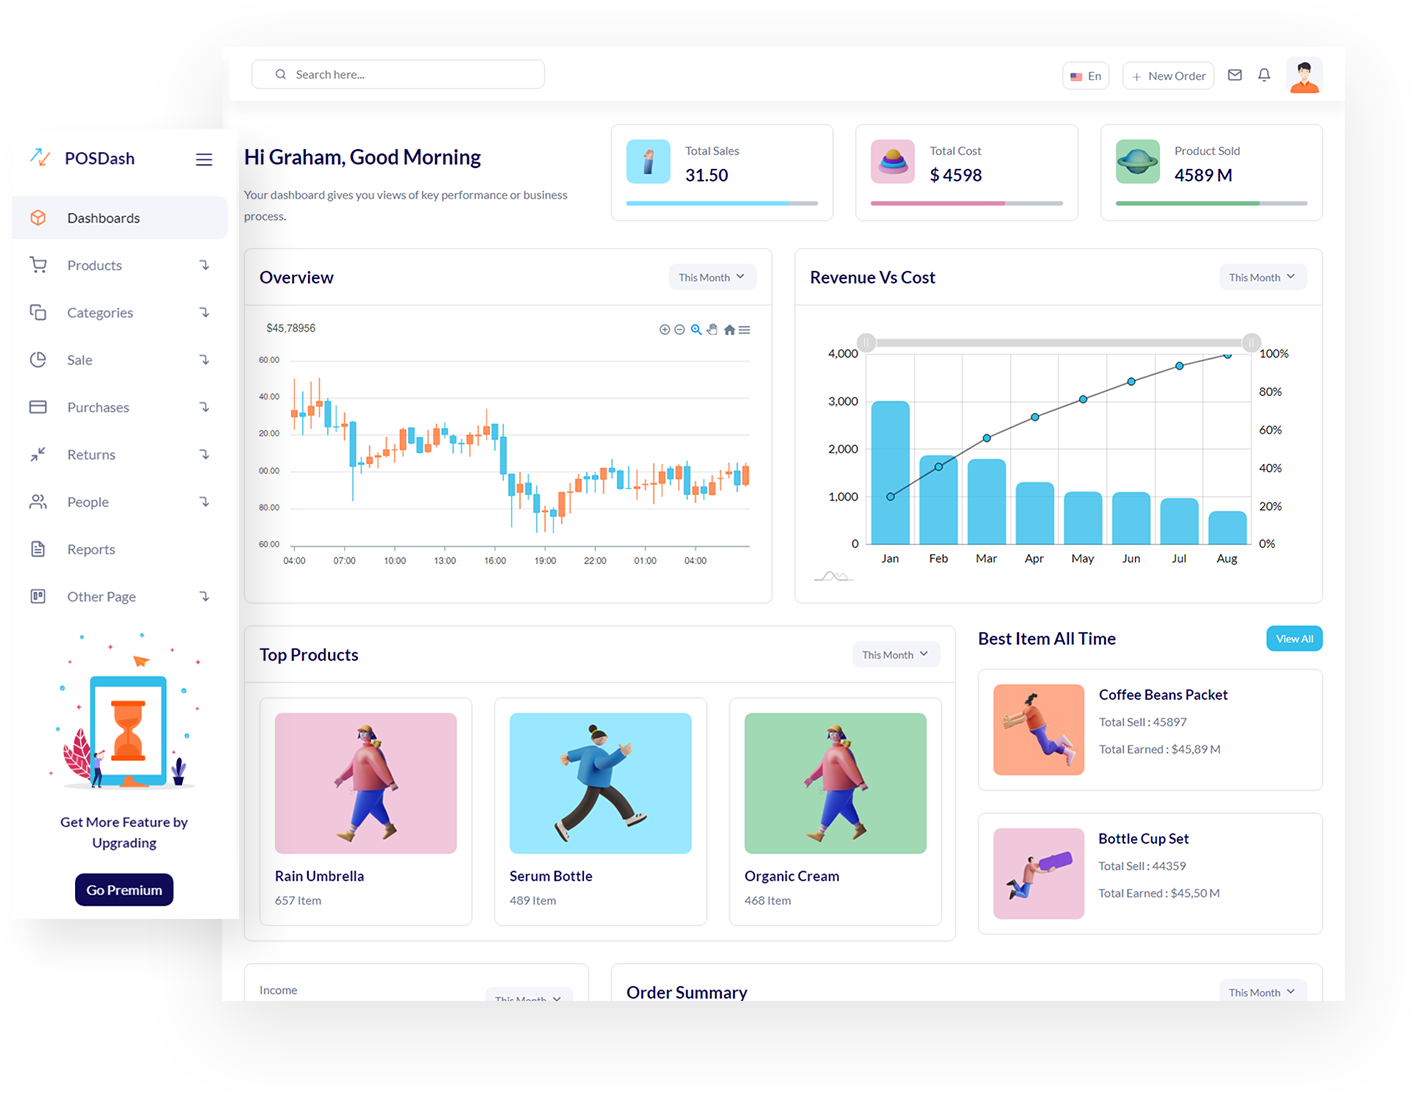 Search here...
En
+ New Order
POSDash
Dashboards
Products
Categories
Sale
Purchases
Returns
People
Reports
Other Page
Get More Feature by
Upgrading
Go Premium
Hi Graham, Good Morning
Your dashboard gives you views of key performance or business
process.
Total Sales
31.50
Total Cost
$ 4598
Product Sold
4589 M
Overview
This Month
$45,78956
60.00
40.00
20.00
00.00
80.00
60.00
04:00 07:00 10:00 13:00 16:00 19:00 22:00 01:00 04:00
Revenue Vs Cost
This Month
4,000
3,000
2,000
1,000
0
100%
80%
60%
40%
20%
0%
Jan Feb Mar Apr May Jun Jul Aug
Top Products
This Month
Rain Umbrella
657 Item
Serum Bottle
489 Item
Organic Cream
468 Item
Best Item All Time
View All
Coffee Beans Packet
Total Sell : 45897
Total Earned : $45,89 M
Bottle Cup Set
Total Sell : 44359
Total Earned : $45,50 M
Income
This Month
Order Summary
This Month